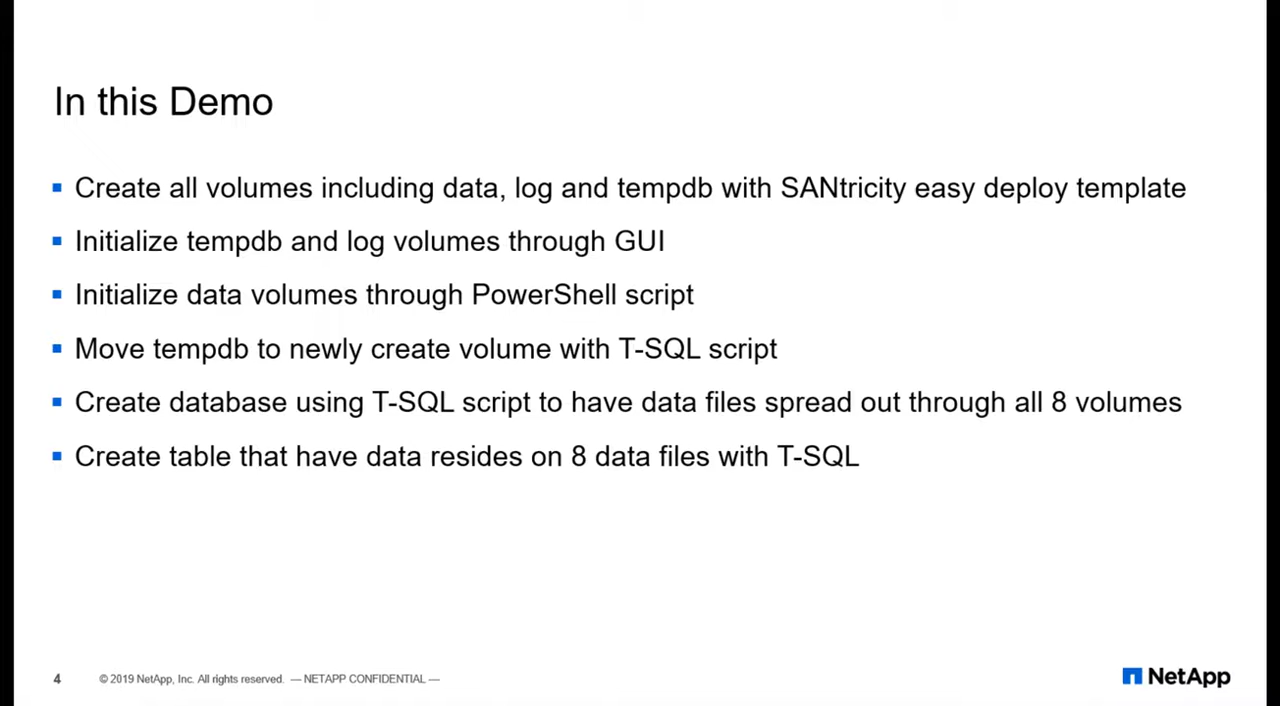 In this Demo
Create all volumes including data, log and tempdb with SANtricity easy deploy template
Initialize tempdb and log volumes through GUI
Initialize data volumes through PowerShell script
Move tempdb to newly create volume with T-SQL script
Create database using T-SQL script to have data files spread out through all 8 volumes
Create table that have data resides on 8 data files with T-SQL
4 © 2019 NetApp, Inc. All rights reserved. — NETAPP CONFIDENTIAL —
NetApp